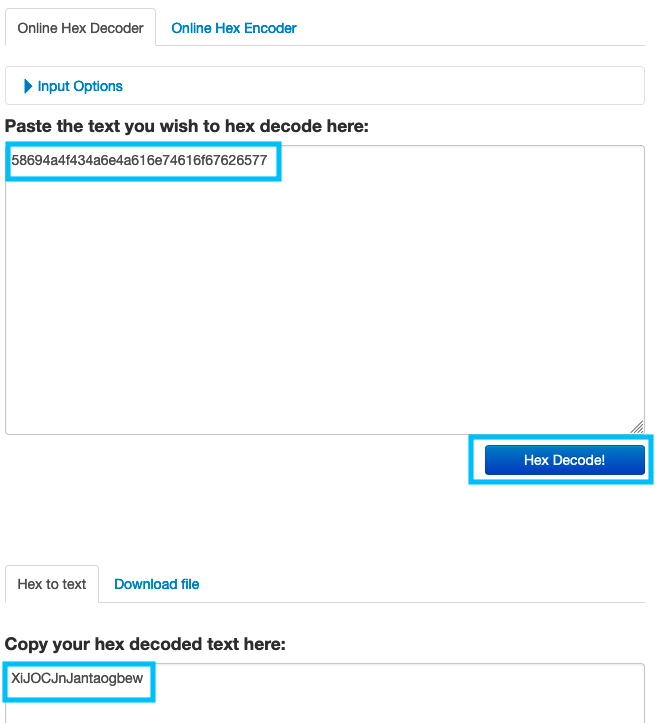 Online Hex Decoder Online Hex Encoder
Input Options
Paste the text you wish to hex decode here:
58694a4f434a6e4a616e74616f67626577
Hex Decode!
Hex to text Download file
Copy your hex decoded text here:
XiJOCJnJantaogbew